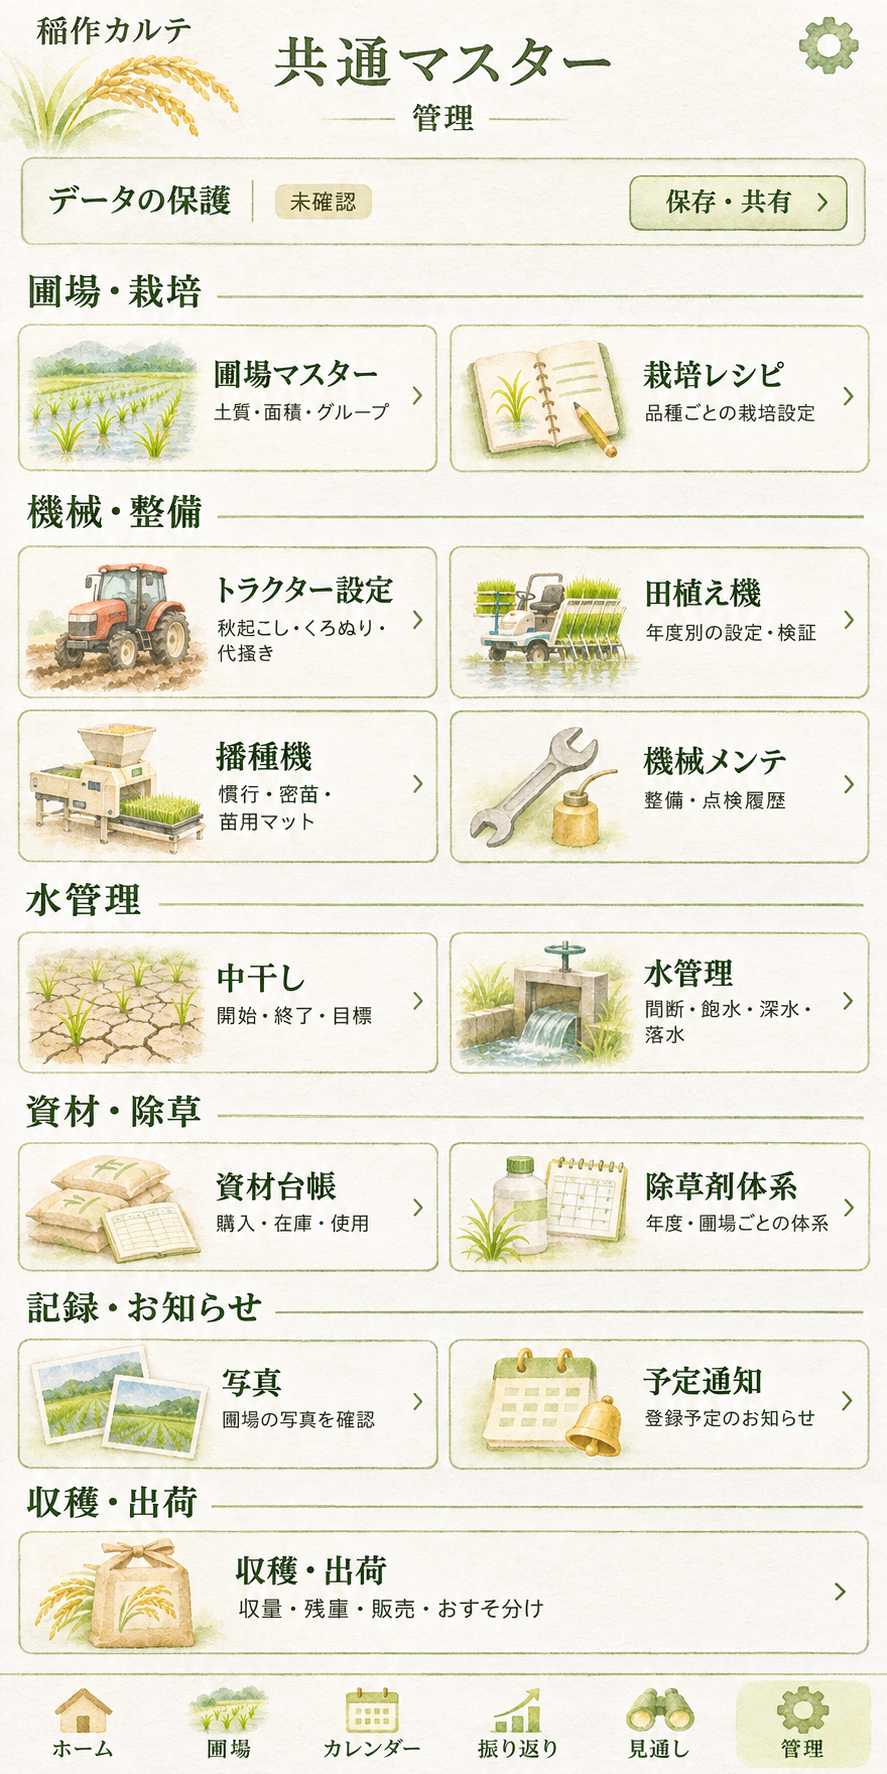 稲作カルテ
共通マスター
管理
データの保護
未確認
保存・共有
圃場・栽培
圃場マスター
土質・面積・グループ
栽培レシピ
品種ごとの栽培設定
機械・整備
トラクター設定
秋起こし・くろぬり・
代掻き
田植え機
年度別の設定・検証
播種機
慣行・密苗・
苗用マット
機械メンテ
整備・点検履歴
水管理
中干し
開始・終了・目標
水管理
間断・飽水・深水・
落水
資材・除草
資材台帳
購入・在庫・使用
除草剤体系
年度・圃場ごとの体系
記録・お知らせ
写真
圃場の写真を確認
予定通知
登録予定のお知らせ
収穫・出荷
収穫・出荷
収量・残庫・販売・おすそ分け
ホーム
圃場
カレンダー
振り返り
見通し
管理